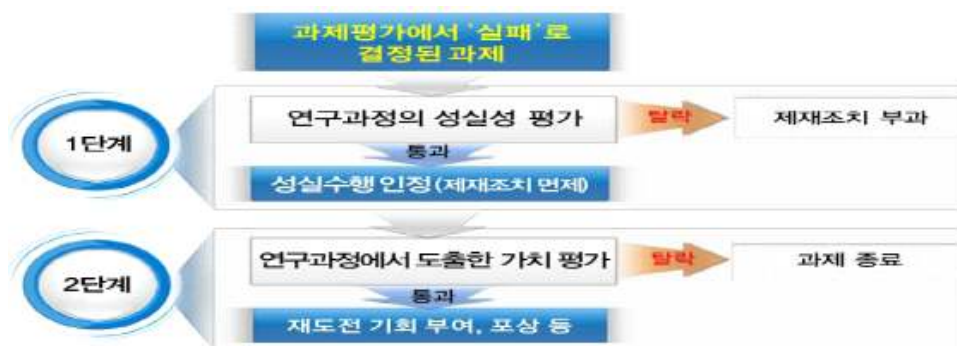 과제평가에서 '실패'로
결정된 과제
1단계
연구과정의 성실성 평가
탈락
제재조치 부과
통과
성실수행 인정(제재조치 면제)
2단계
연구과정에서 도출한 가치 평가
탈락
과제 종료
통과
재도전 기회 부여, 포상 등